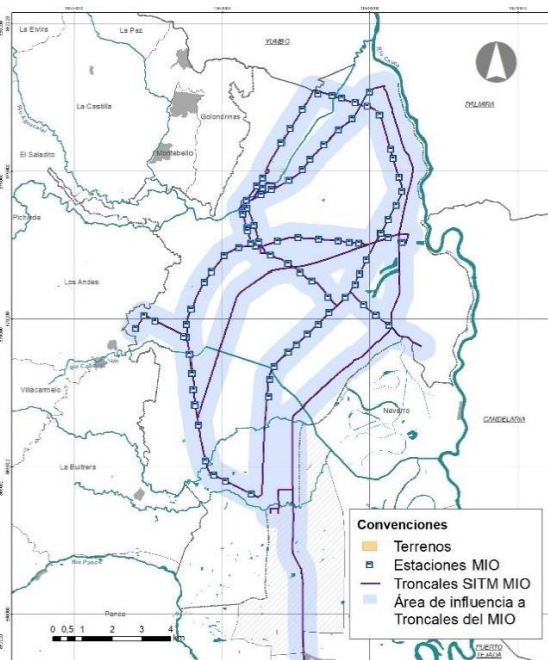 La Elvira
La Paz
YUMBO
Rio Cauca
La Castilla
PALMIRA
Golondrinas
Montebello
El Saladito
Pichinde
Los Andes
Villacarmelo
Navarro
CANDELARIA
La Buitrera
Convenciones
Terrenos
Estaciones MIO
Troncales SITM MIO
Área de influencia a
Troncales del MIO
Rio Pance
Pance
0 0,5 1 2 3 4
km
PUERTO
TEJADA